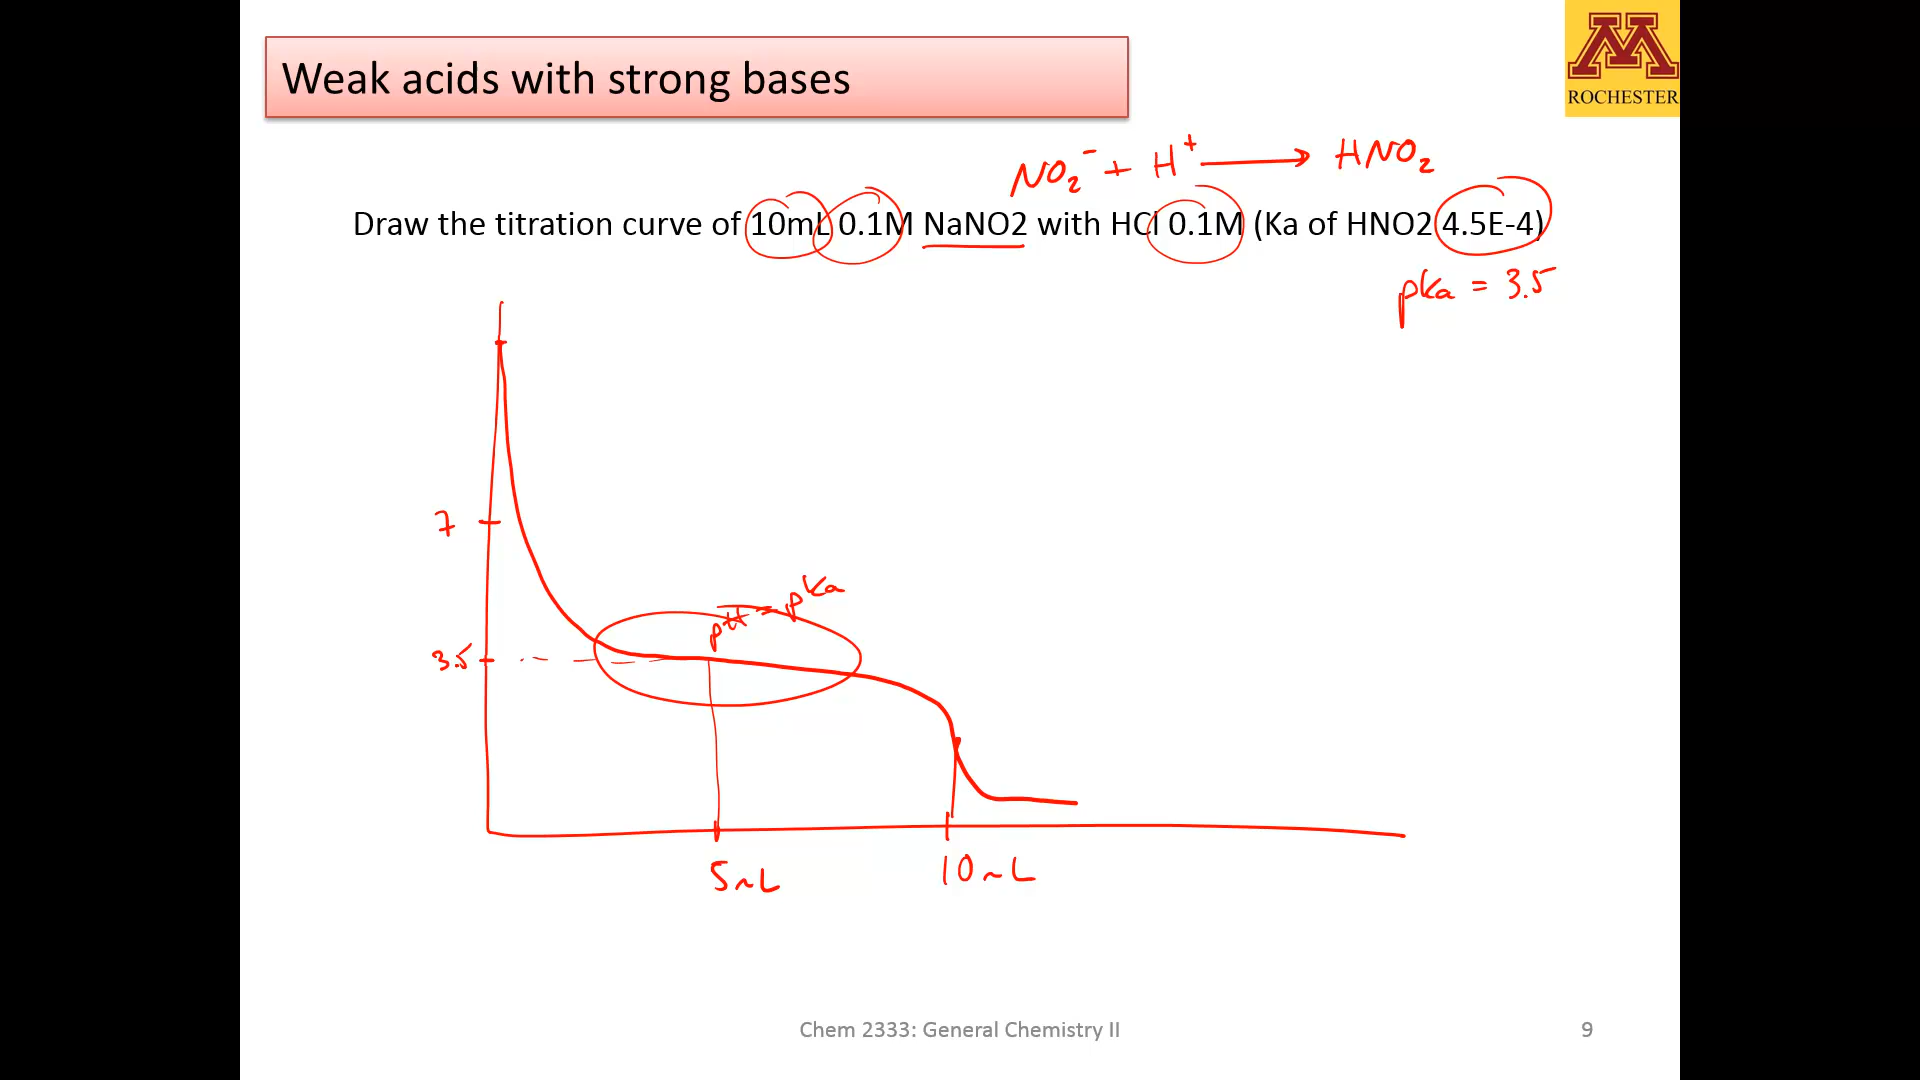 Weak acids with strong bases
M
ROCHESTER
NO₂⁻ + H⁺ → HNO₂
Draw the titration curve of 10mL 0.1M NaNO2 with HCl 0.1M (Ka of HNO2 4.5E-4)
pKa = 3.5
7
pH = pKa
3.5
5mL
10mL
Chem 2333: General Chemistry II
9